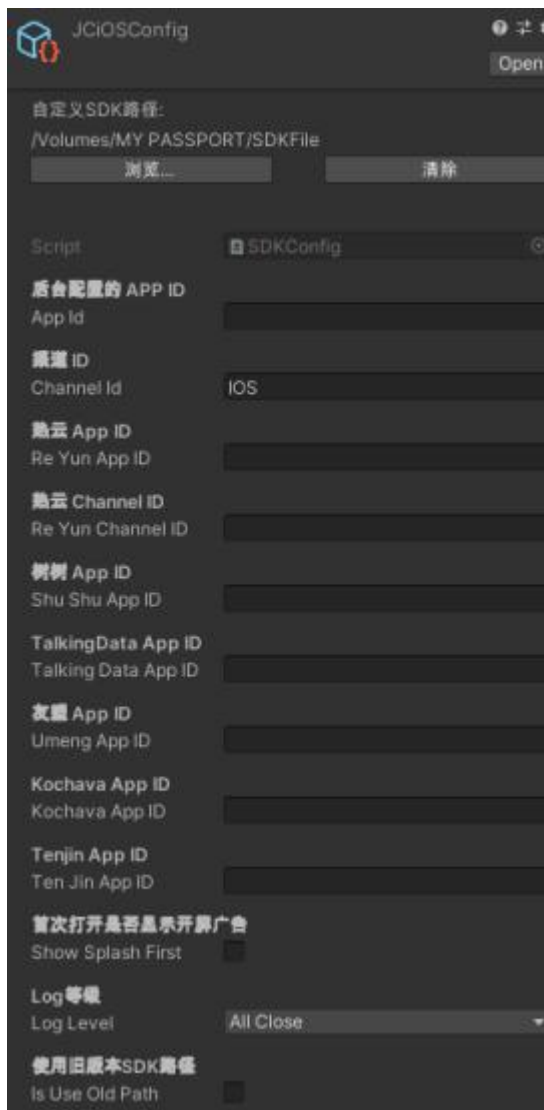 JCiOSConfig
Open
自定义SDK路径:
/Volumes/MY PASSPORT/SDKFile
浏览...
清除
Script
SDKConfig
后台配置的 APP ID
App Id
渠道 ID
Channel Id
IOS
热云 App ID
Re Yun App ID
热云 Channel ID
Re Yun Channel ID
树树 App ID
Shu Shu App ID
TalkingData App ID
Talking Data App ID
友盟 App ID
Umeng App ID
Kochava App ID
Kochava App ID
Tenjin App ID
Ten Jin App ID
首次打开是否显示开屏广告
Show Splash First
Log等级
Log Level
All Close
使用旧版本SDK路径
Is Use Old Path